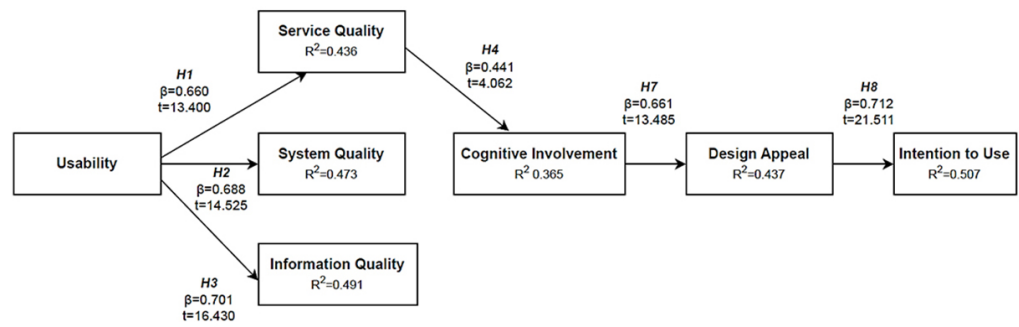 Service Quality
R²=0.436
H1
β=0.660
t=13.400
H4
β=0.441
t=4.062
H7
β=0.661
t=13.485
H8
β=0.712
t=21.511
Usability
System Quality
R²=0.473
Cognitive Involvement
R² 0.365
Design Appeal
R²=0.437
Intention to Use
R²=0.507
H2
β=0.688
t=14.525
Information Quality
R²=0.491
H3
β=0.701
t=16.430